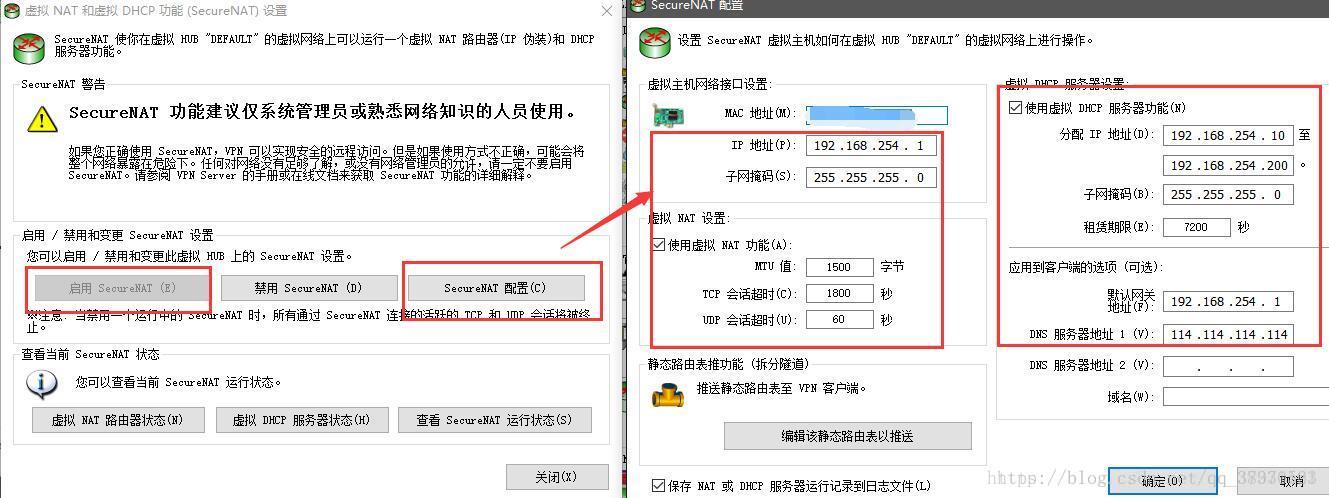 虚拟 NAT 和虚拟 DHCP 功能 (SecureNAT) 设置
SecureNAT 使你在虚拟 HUB "DEFAULT" 的虚拟网络上可以运行一个虚拟 NAT 路由器(IP 伪装)和 DHCP
服务器功能。
SecureNAT 警告
SecureNAT 功能建议仅系统管理员或熟悉网络知识的人员使用。
如果您正确使用 SecureNAT，VPN 可以实现安全的远程访问。但是如果使用方式不正确，可能会将
整个网络暴露在危险下。任何对网络没有足够了解，或没有网络管理员的允许，请一定不要启用
SecureNAT。请参阅 VPN Server 的手册或在线文档来获取 SecureNAT 功能的详细解释。
启用 / 禁用和变更 SecureNAT 设置
您可以启用 / 禁用和变更此虚拟 HUB 上的 SecureNAT 设置。
启用 SecureNAT (E)
禁用 SecureNAT (D)
SecureNAT 配置(C)
※注意：当禁用一个运行中的 SecureNAT 时，所有通过 SecureNAT 连接的活跃的 TCP 和 UDP 会话将被终
止。
查看当前 SecureNAT 状态
您可以查看当前 SecureNAT 运行状态。
虚拟 NAT 路由器状态(N)
虚拟 DHCP 服务器状态(H)
查看 SecureNAT 运行状态(S)
关闭(X)
SecureNAT 配置
设置 SecureNAT 虚拟主机如何在虚拟 HUB "DEFAULT" 的虚拟网络上进行操作。
虚拟主机网络接口设置:
MAC 地址(M):
IP 地址(P): 192 .168 .254 . 1
子网掩码(S): 255 .255 .255 . 0
虚拟 NAT 设置:
使用虚拟 NAT 功能(A):
MTU 值: 1500 字节
TCP 会话超时(C): 1800 秒
UDP 会话超时(U): 60 秒
静态路由表推功能 (拆分隧道)
推送静态路由表至 VPN 客户端。
编辑该静态路由表以推送
保存 NAT 或 DHCP 服务器运行记录到日志文件(L)
虚拟 DHCP 服务器设置:
使用虚拟 DHCP 服务器功能(N)
分配 IP 地址(D): 192 .168 .254 . 10 至
192 .168 .254 .200 。
子网掩码(B): 255 .255 .255 . 0
租赁期限(E): 7200 秒
应用到客户端的选项 (可选):
默认网关
地址(F): 192 .168 .254 . 1
DNS 服务器地址 1 (V): 114 .114 .114 .114
DNS 服务器地址 2 (V): . . .
域名(W):
确定(O)
取消